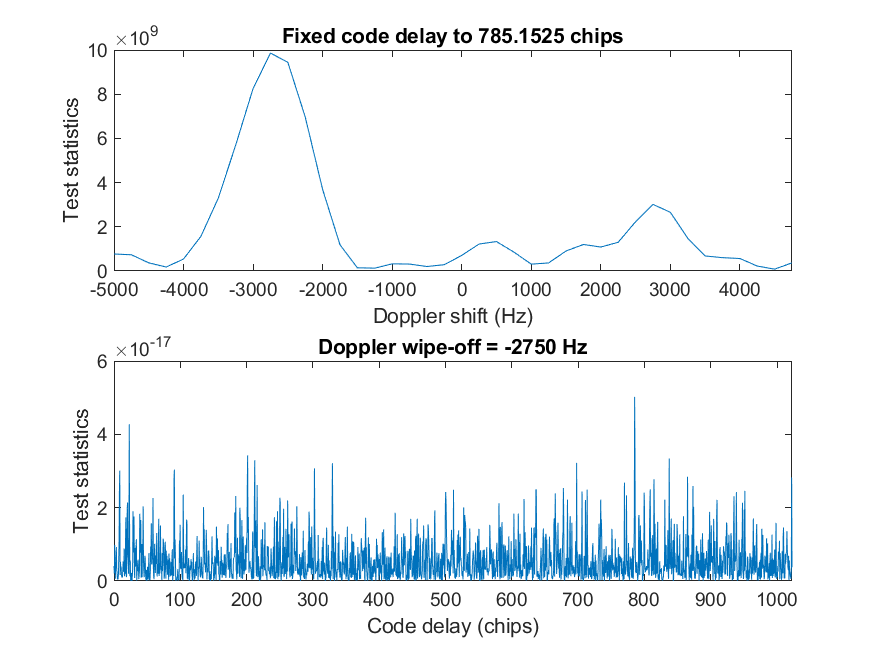 ×10^9
Fixed code delay to 785.1525 chips
10
8
6
4
2
0
Test statistics
-5000 -4000 -3000 -2000 -1000 0 1000 2000 3000 4000
Doppler shift (Hz)
×10^-17
Doppler wipe-off = -2750 Hz
6
4
2
0
Test statistics
0 100 200 300 400 500 600 700 800 900 1000
Code delay (chips)